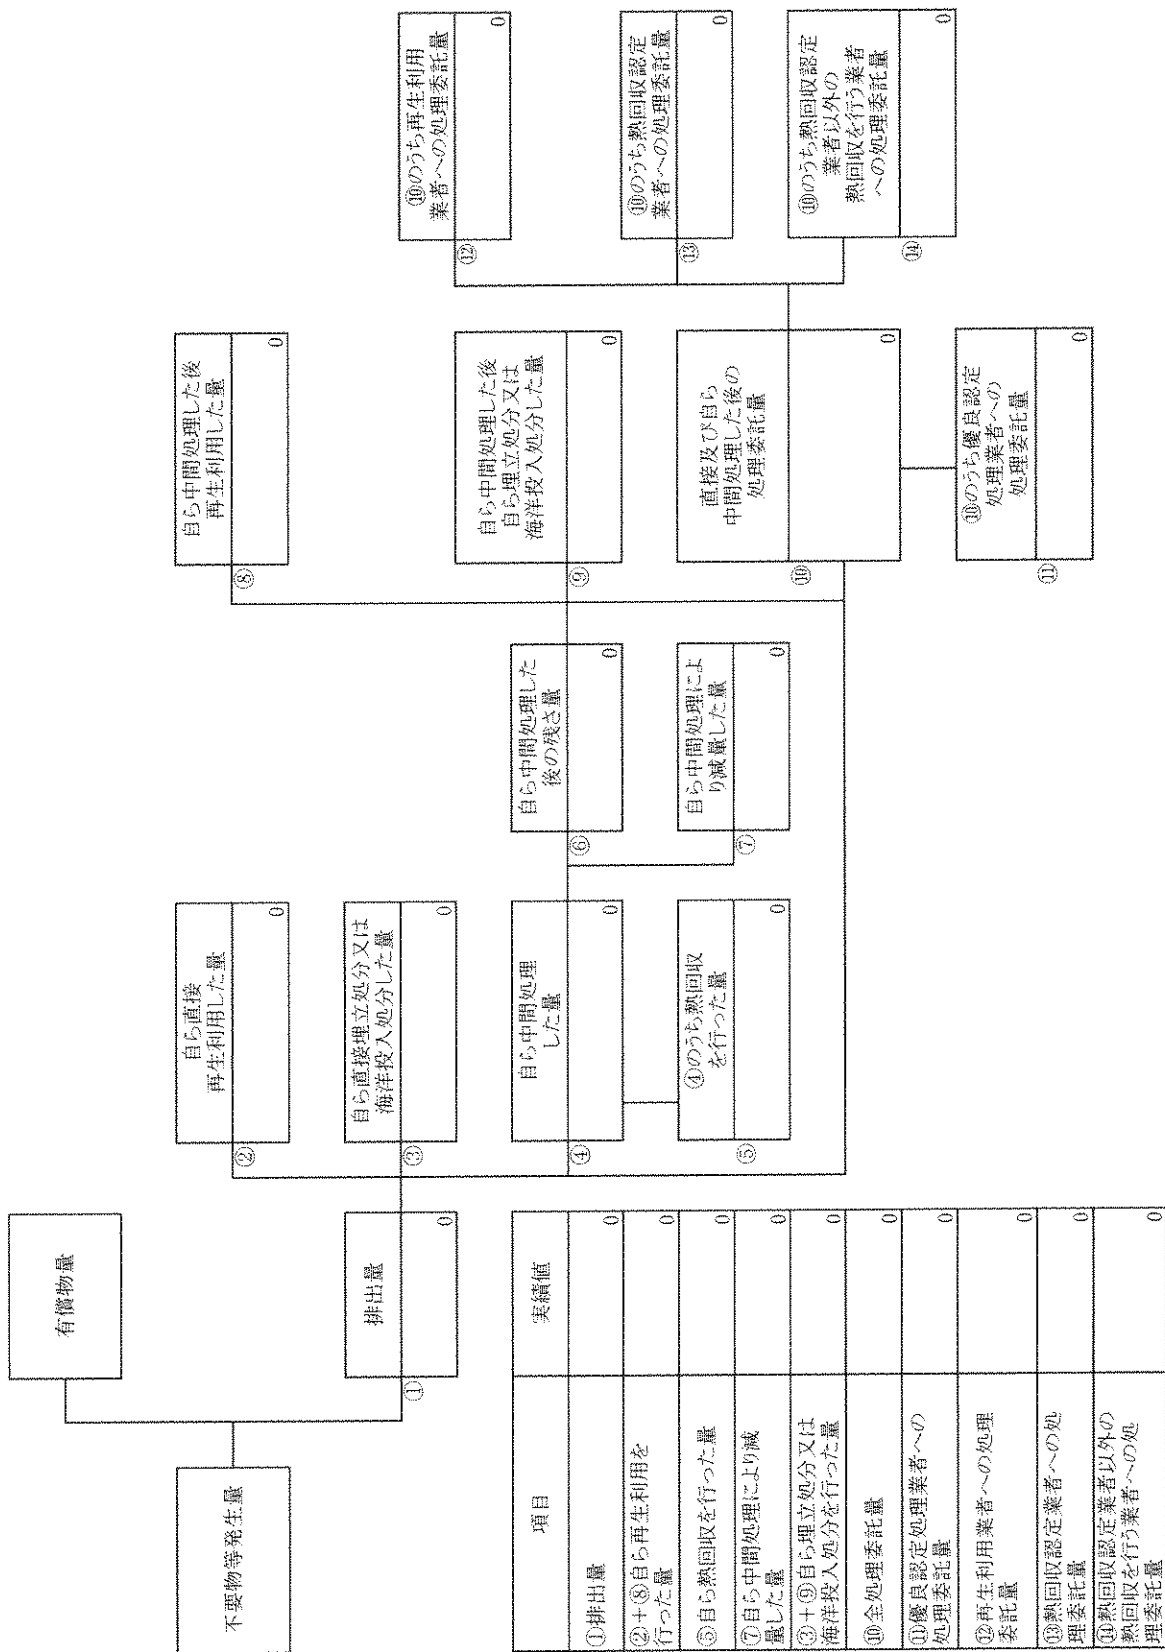 不要物等発生量
有償物量
排出量
①
0
自ら直接
再生利用した量
②
0
自ら直接埋立処分又は
海洋投入処分した量
③
0
自ら中間処理
した量
④
0
④のうち熱回収
を行った量
⑤
0
自ら中間処理した
後の残さ量
⑥
0
自ら中間処理によ
り減量した量
⑦
0
自ら中間処理した後
再生利用した量
⑧
0
自ら中間処理した後
自ら埋立処分又は
海洋投入処分した量
⑨
0
直接及び自ら
中間処理した後の
処理委託量
⑩
0
⑩のうち優良認定
処理業者への
処理委託量
⑪
0
⑩のうち再生利用
業者への処理委託量
⑫
0
⑩のうち熱回収認定
業者への処理委託量
⑬
0
⑩のうち熱回収認定
業者以外の
熱回収を行う業者
への処理委託量
⑭
0
項目 実績値
①排出量 0
②+⑧自ら再生利用を
行った量 0
⑤自ら熱回収を行った量 0
⑦自ら中間処理により減
量した量 0
③+⑨自ら埋立処分又は
海洋投入処分を行った量 0
⑩全処理委託量 0
⑪優良認定処理業者への
処理委託量 0
⑫再生利用業者への処理
委託量 0
⑬熱回収認定業者への処
理委託量 0
⑭熱回収認定業者以外の
熱回収を行う業者への処
理委託量 0